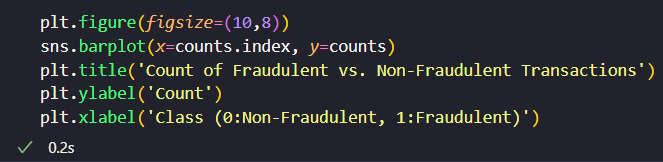 plt.figure(figsize=(10,8))
sns.barplot(x=counts.index, y=counts)
plt.title('Count of Fraudulent vs. Non-Fraudulent Transactions')
plt.ylabel('Count')
plt.xlabel('Class (0:Non-Fraudulent, 1:Fraudulent)')
0.2s